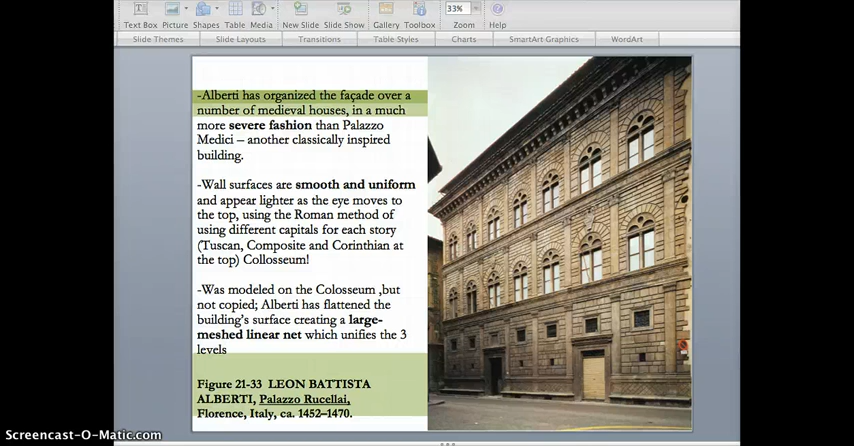 Text Box Picture Shapes Table Media New Slide Slide Show Gallery Toolbox Zoom Help
33%
Slide Themes Slide Layouts Transitions Table Styles Charts SmartArt Graphics WordArt
-Alberti has organized the façade over a
number of medieval houses, in a much
more severe fashion than Palazzo
Medici – another classically inspired
building.
-Wall surfaces are smooth and uniform
and appear lighter as the eye moves to
the top, using the Roman method of
using different capitals for each story
(Tuscan, Composite and Corinthian at
the top) Collosseum!
-Was modeled on the Colosseum ,but
not copied; Alberti has flattened the
building's surface creating a large-
meshed linear net which unifies the 3
levels
Figure 21-33 LEON BATTISTA
ALBERTI, Palazzo Rucellai,
Florence, Italy, ca. 1452–1470.
Screencast-O-Matic.com